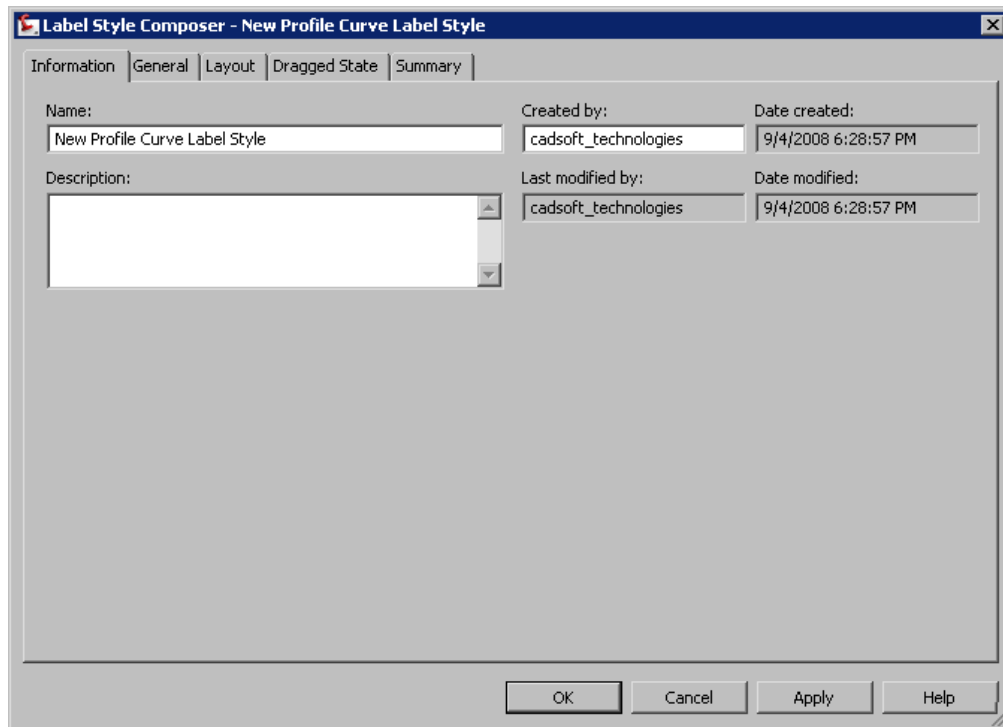 Label Style Composer - New Profile Curve Label Style
Information General Layout Dragged State Summary
Name: Created by: Date created:
New Profile Curve Label Style cadsoft_technologies 9/4/2008 6:28:57 PM
Description: Last modified by: Date modified:
cadsoft_technologies 9/4/2008 6:28:57 PM
OK Cancel Apply Help